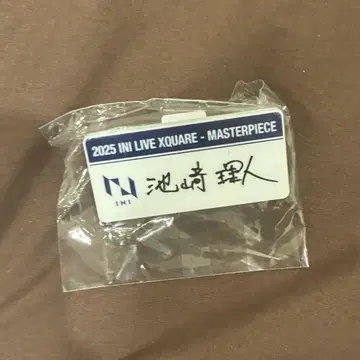 2025 INI LIVE XQUARE - MASTERPIECE
INI 池﨑 理人